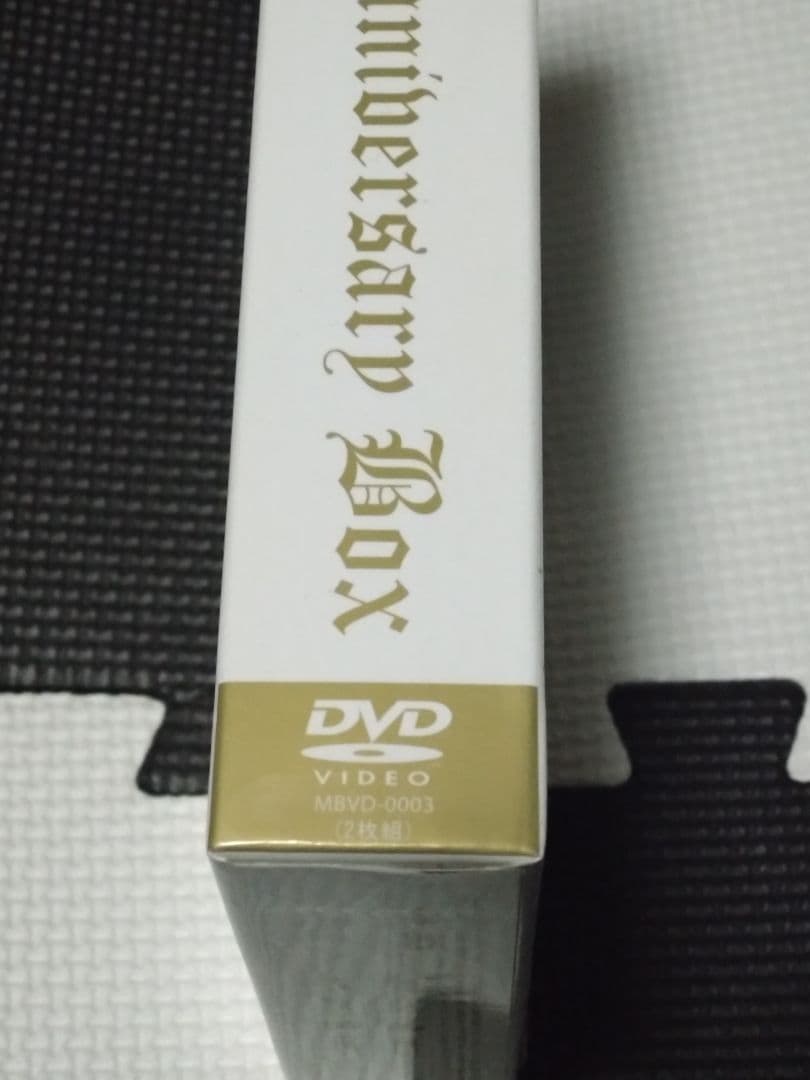 nniversary Box
DVD
VIDEO
MBVD-0003
(2枚組)